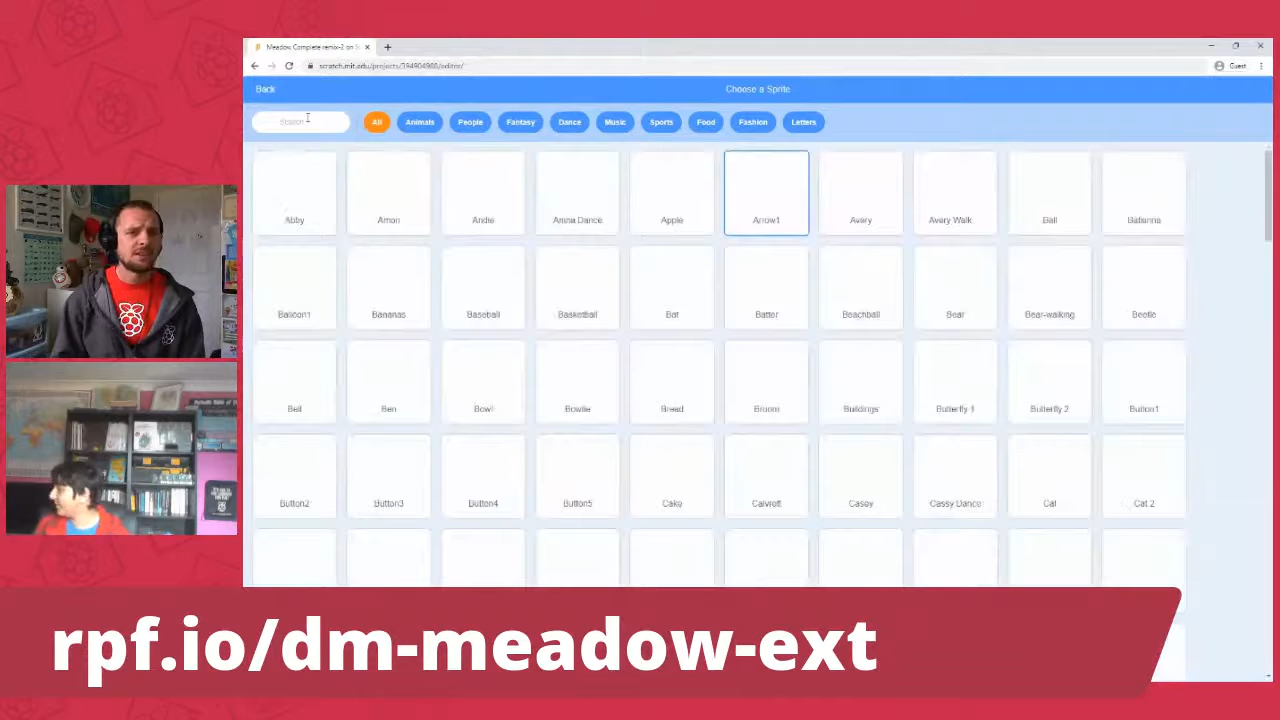 Meadow Complete remix-2 on S
scratch.mit.edu/projects/394904988/editor/
Guest
Back
Choose a Sprite
Search
All
Animals
People
Fantasy
Dance
Music
Sports
Food
Fashion
Letters
Abby
Amon
Andie
Anina Dance
Apple
Arrow1
Avery
Avery Walk
Ball
Ballerina
Balloon1
Bananas
Baseball
Basketball
Bat
Batter
Beachball
Bear
Bear-walking
Beetle
Bell
Ben
Bowl
Bowtie
Bread
Broom
Buildings
Butterfly 1
Butterfly 2
Button1
Button2
Button3
Button4
Button5
Cake
Calvrett
Casey
Cassy Dance
Cat
Cat 2
rpf.io/dm-meadow-ext